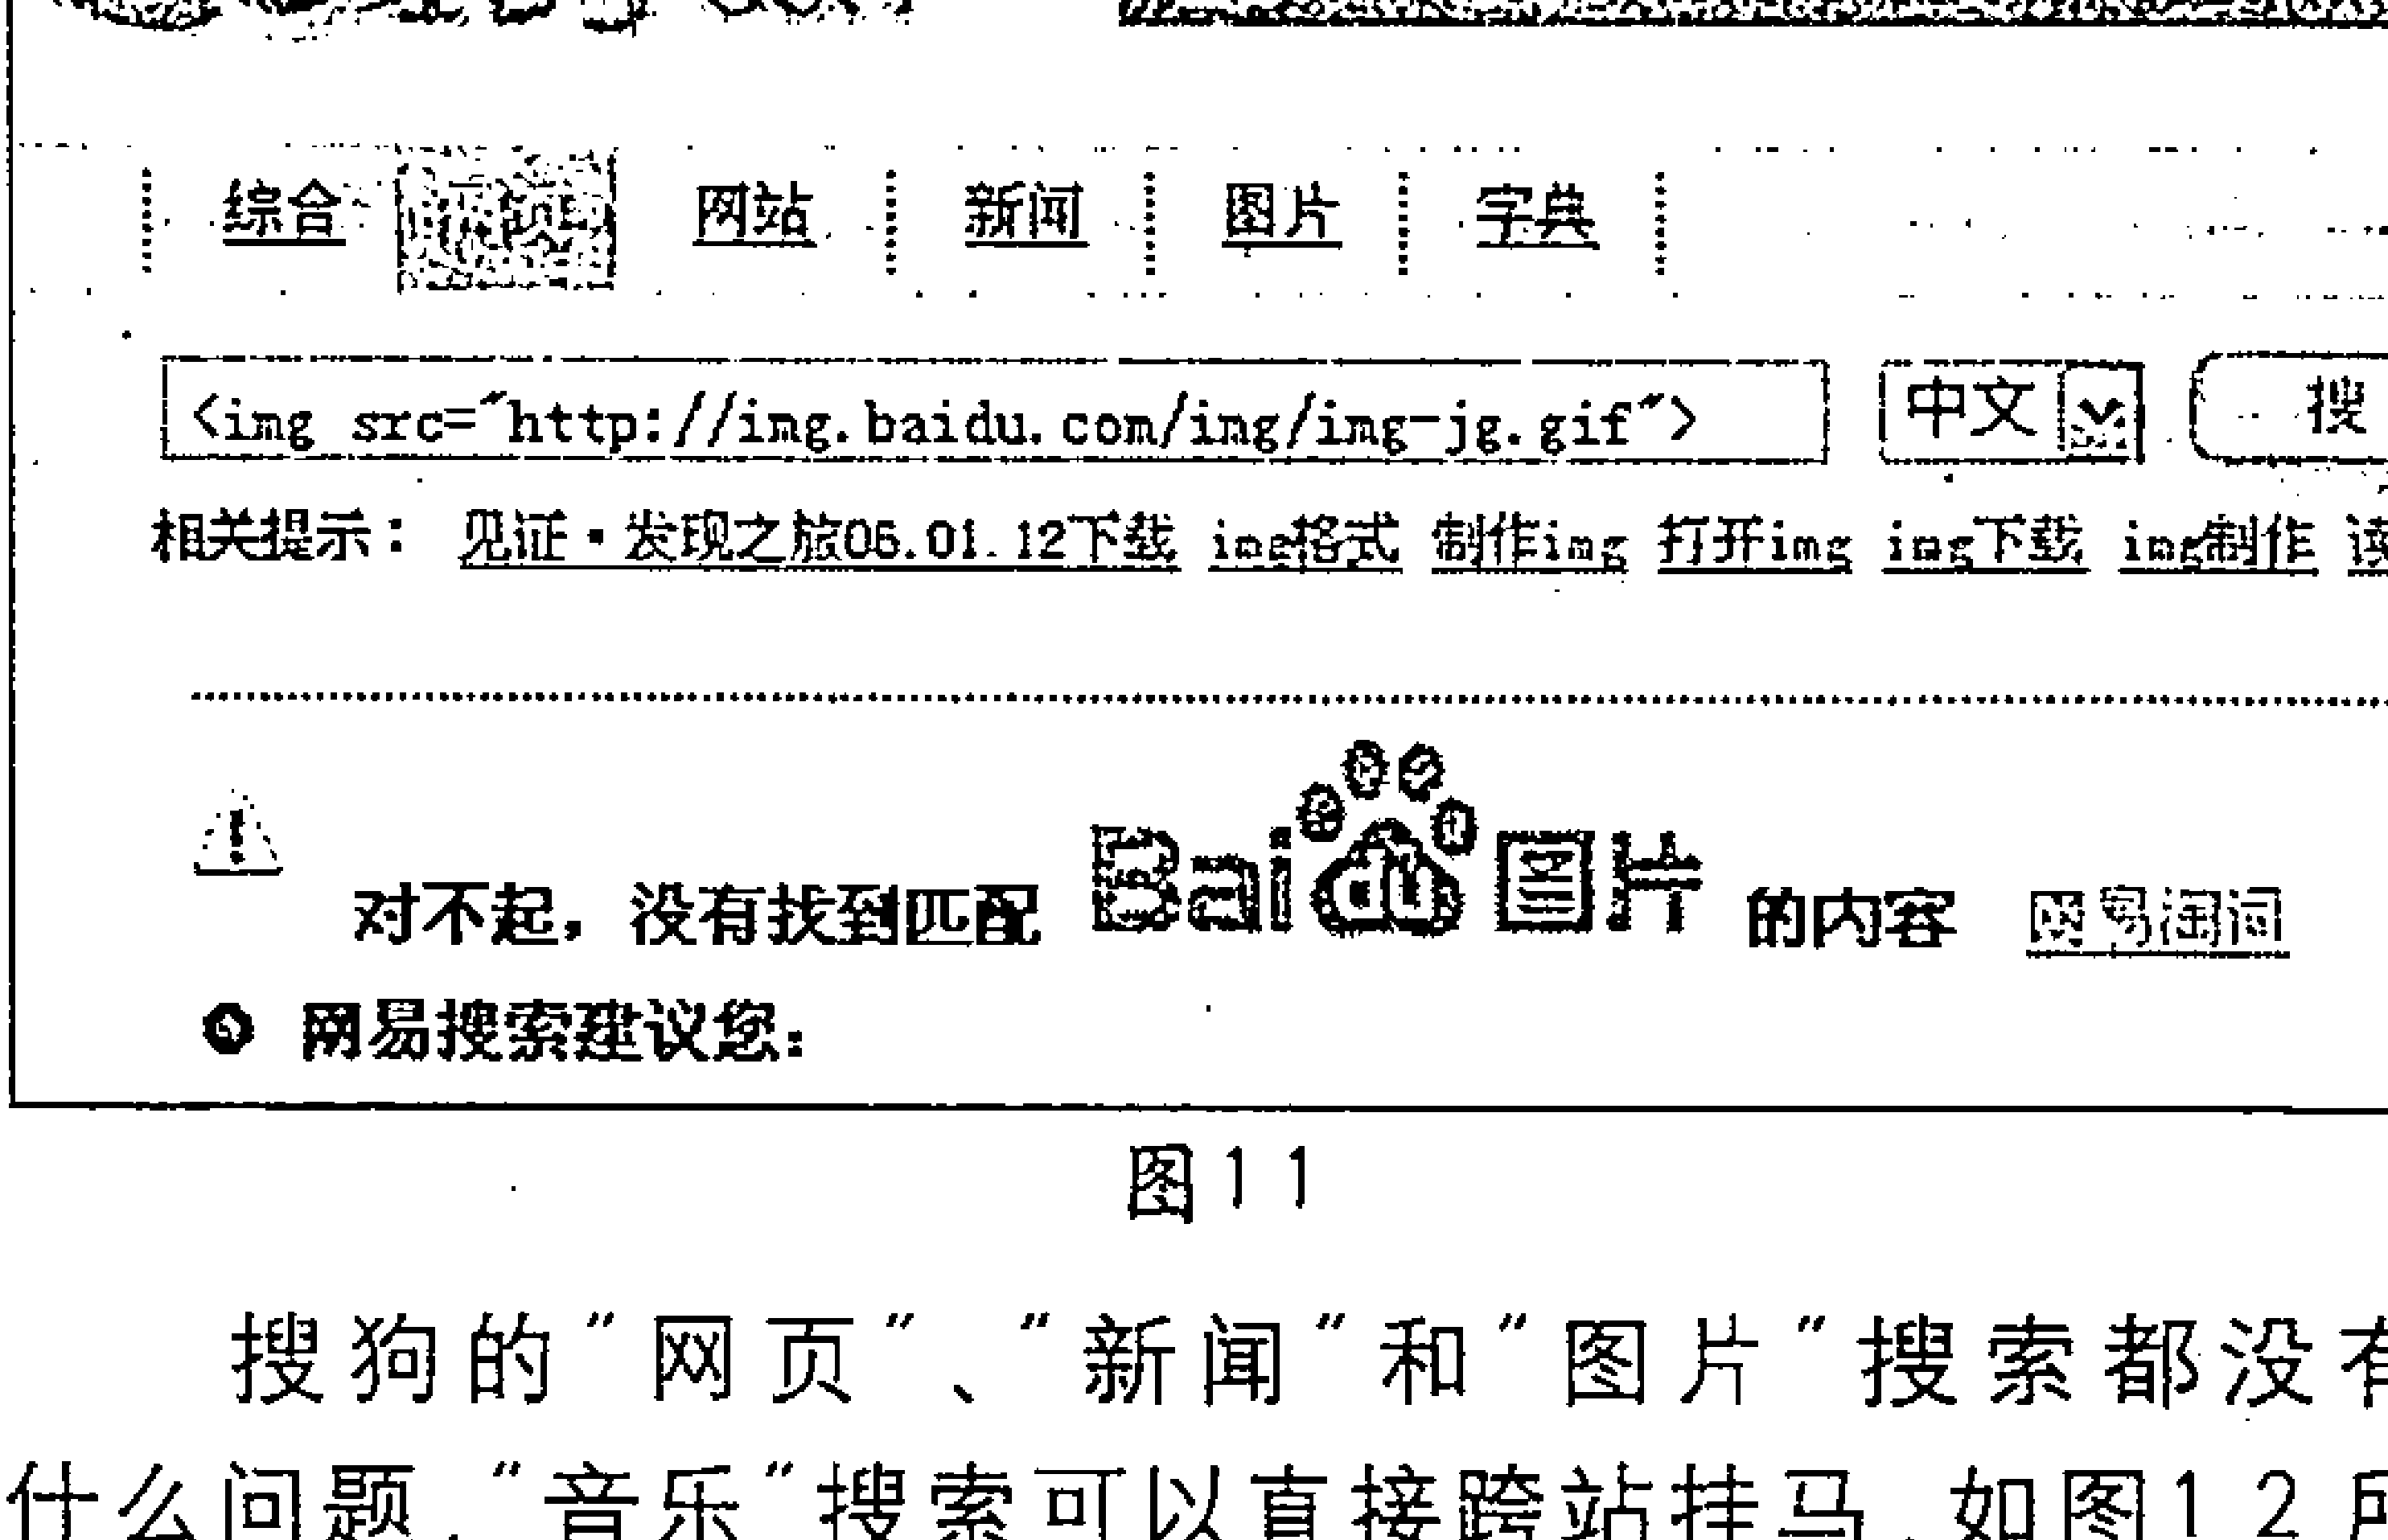 综合 网站 新闻 图片 字典
<img src="http://img.baidu.com/img/img-jg.gif"> 中文 搜
相关提示： 见证·发现之旅06.01.12下载 img格式 制作img 打开img img下载 img制作 读
对不起，没有找到匹配 Baidu图片 的内容 网易淘词
网易搜索建议您：
图11
搜狗的"网页"、"新闻"和"图片"搜索都没有
什么问题，"音乐"搜索可以直接跨站挂马，如图12所